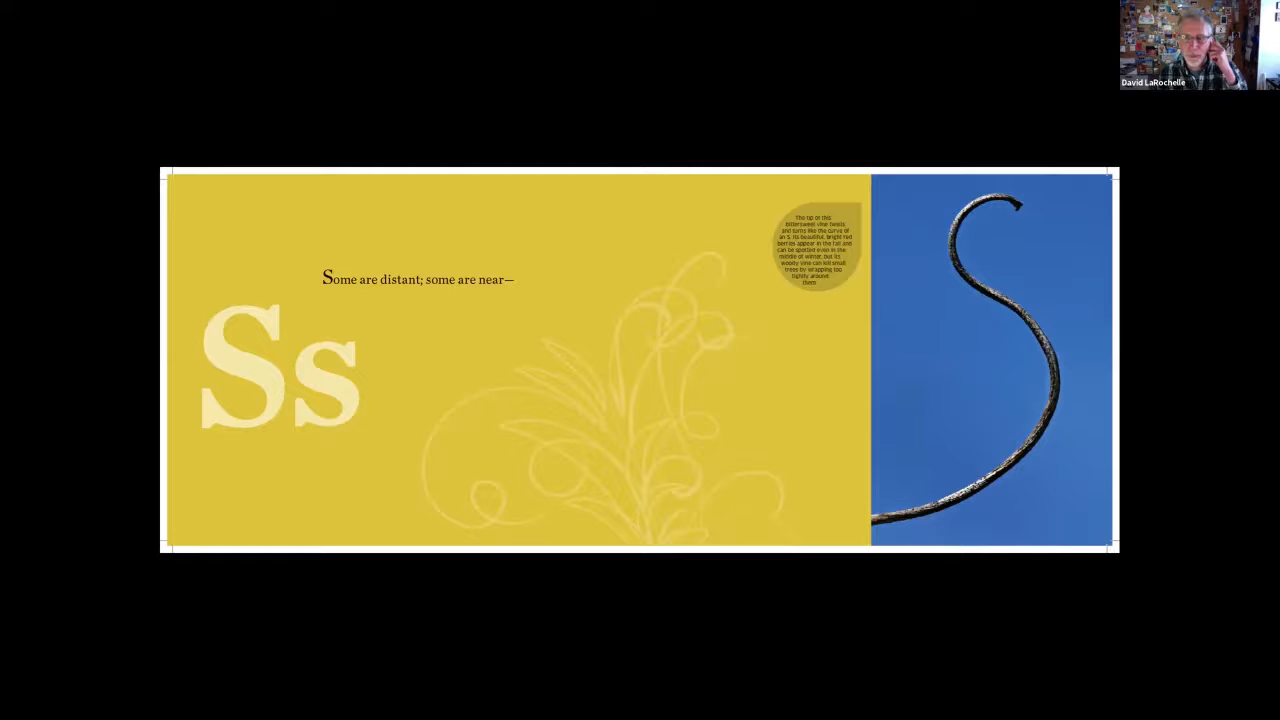 David LaRochelle
Some are distant; some are near—
Ss
The tip of this
bittersweet vine bends
and turns like the curve of
an S. Its beautiful, bright red
berries appear in the fall and
can be spotted even in the
middle of winter, but its
woody vine can kill small
trees by wrapping too
tightly around
them